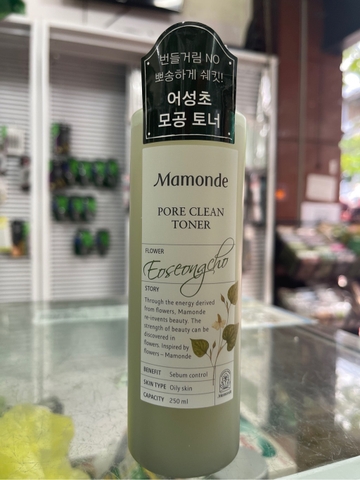 번들거림 NO
뽀송하게 쉐킷!
어성초
모공 토너
Mamonde
PORE CLEAN
TONER
FLOWER
Eoseongcho
STORY
Through the energy derived
from flowers, Mamonde
re-invents beauty. The
strength of beauty can be
discovered in
flowers. Inspired by
flowers – Mamonde
BENEFIT Sebum control
SKIN TYPE Oily skin
CAPACITY 250 ml